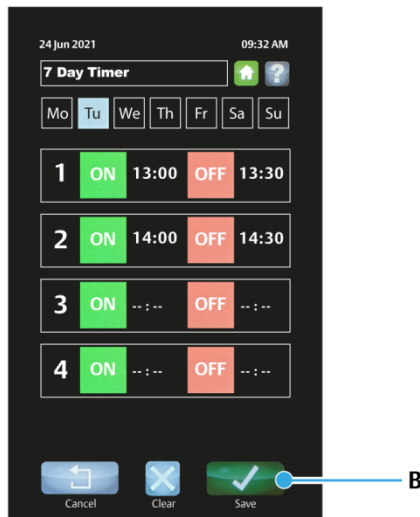 24 Jun 2021 09:32 AM
7 Day Timer ?
Mo Tu We Th Fr Sa Su
1 ON 13:00 OFF 13:30
2 ON 14:00 OFF 14:30
3 ON --:-- OFF --:--
4 ON --:-- OFF --:--
B
Cancel Clear Save